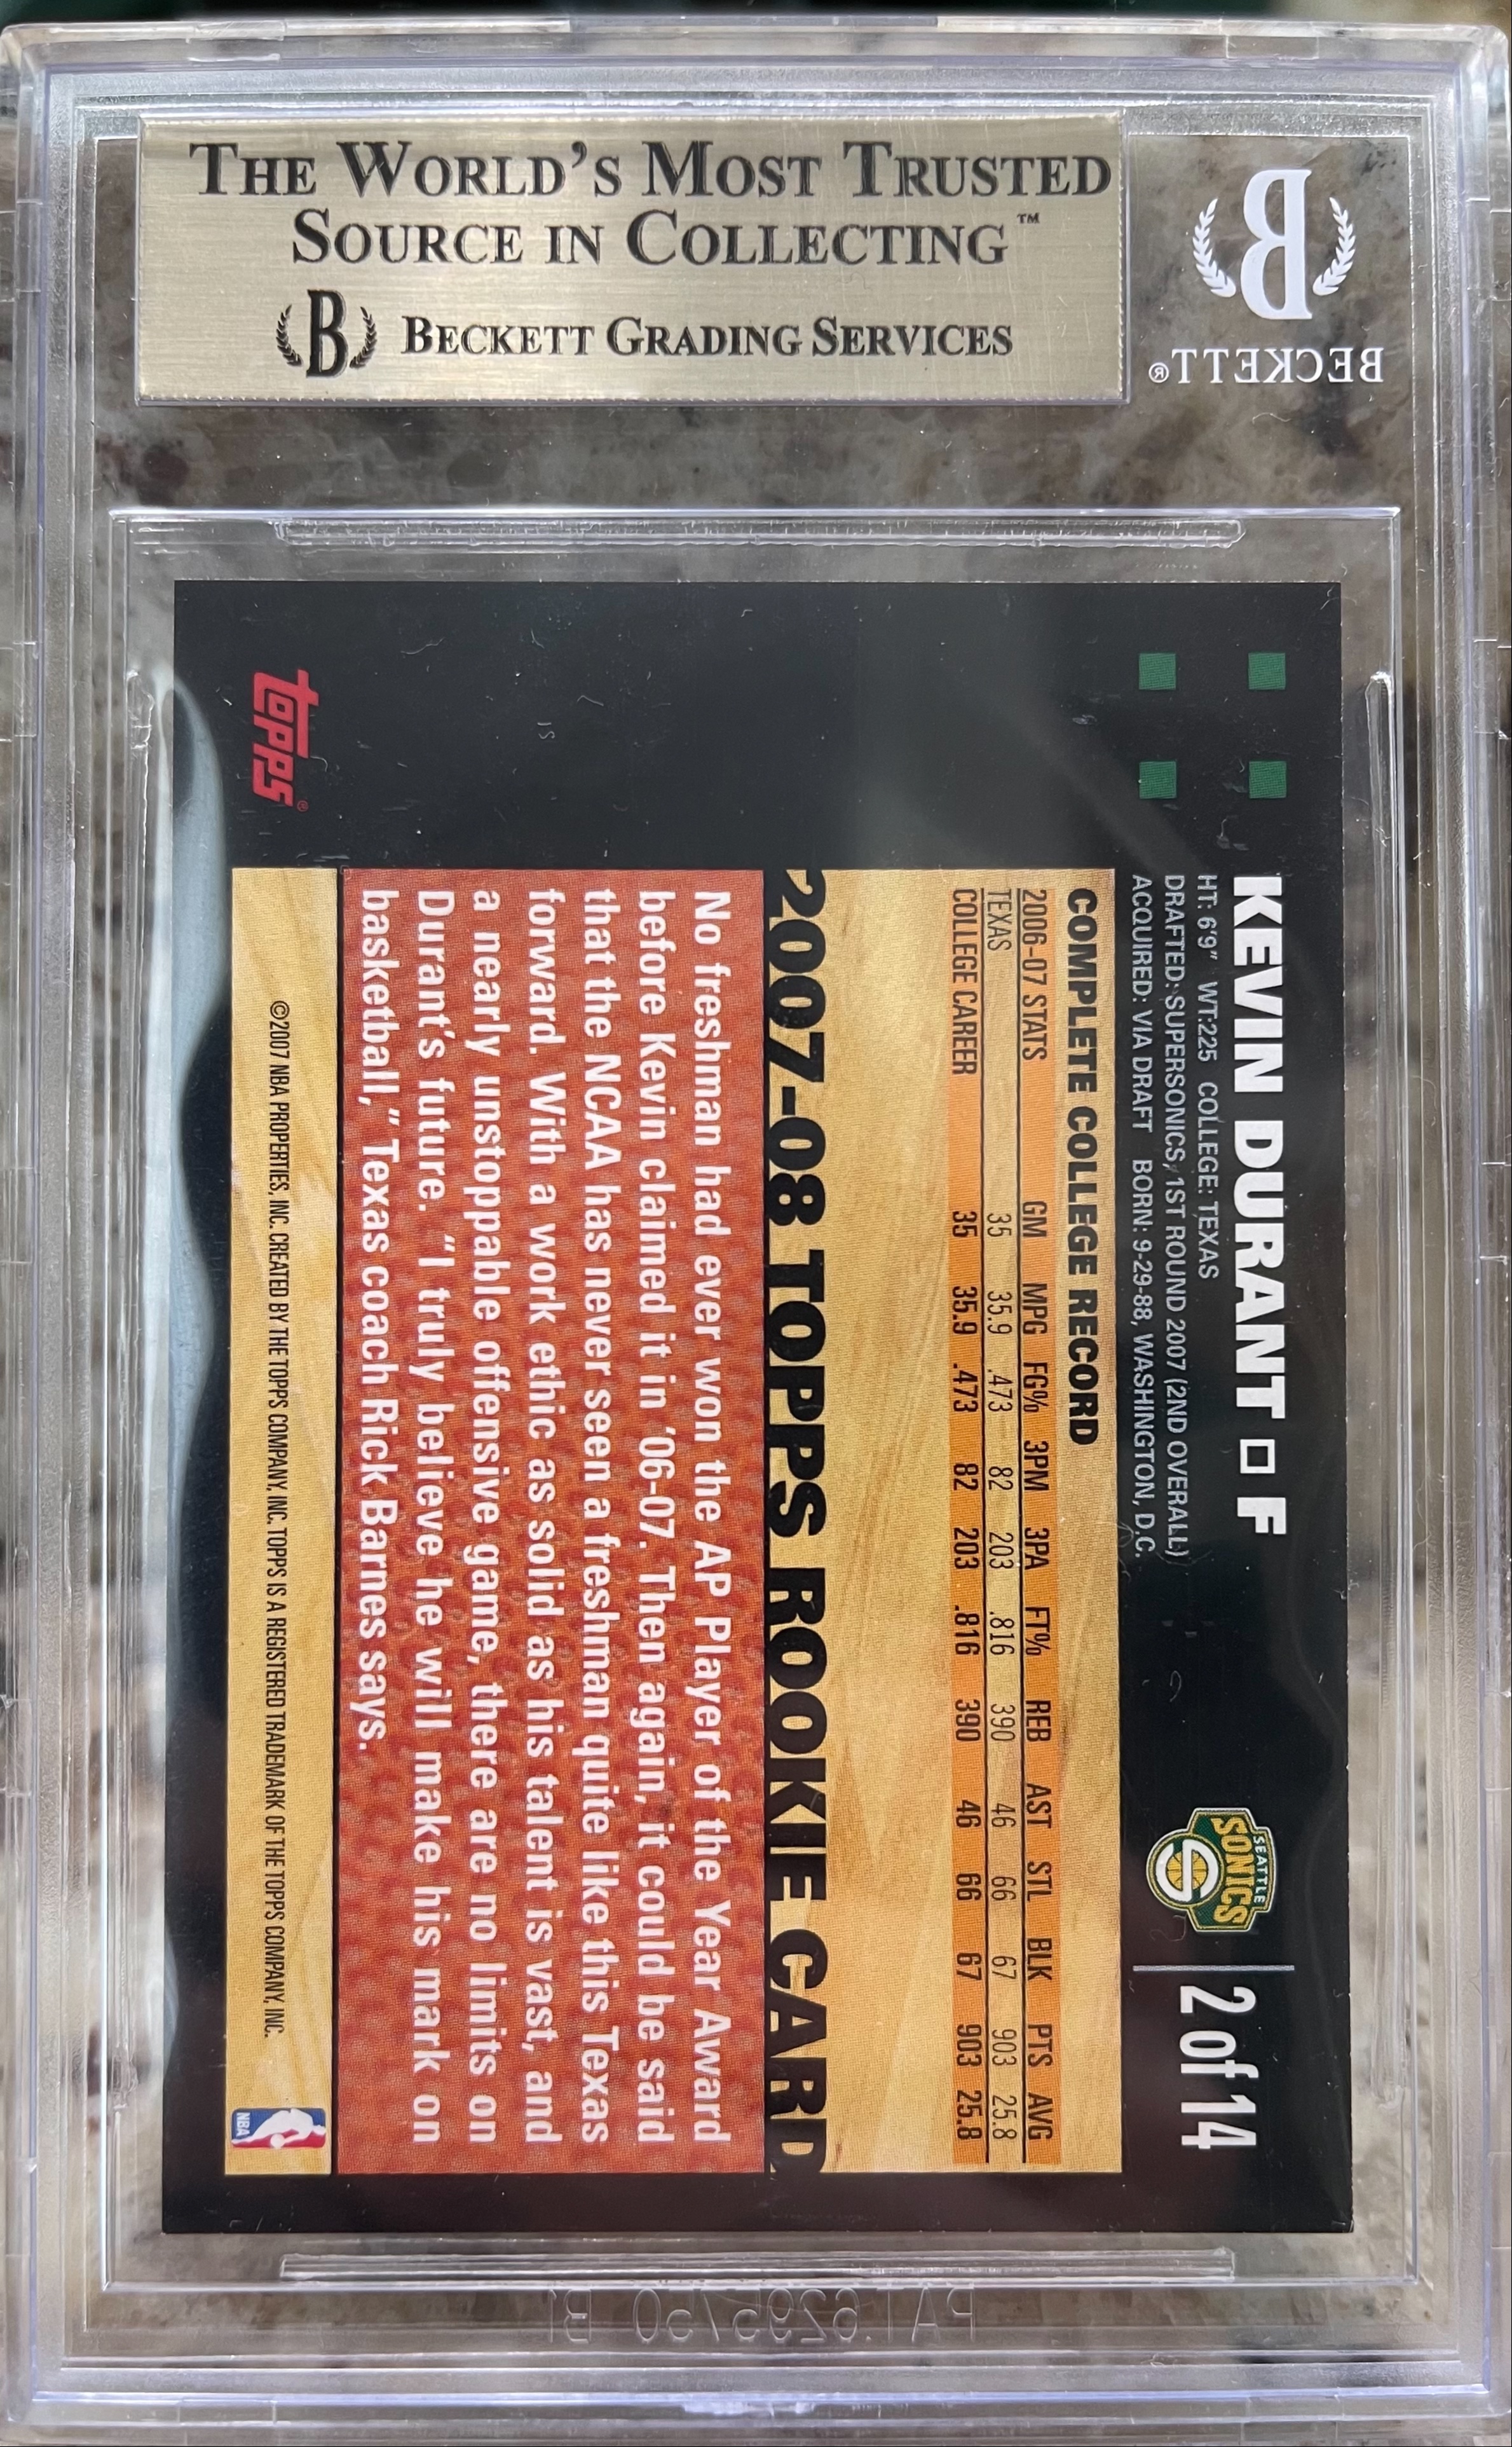 THE WORLD'S MOST TRUSTED
SOURCE IN COLLECTING™
B BECKETT GRADING SERVICES
B
BECKETT®
KEVIN DURANT □ F
HT: 6'9" WT:225 COLLEGE: TEXAS
DRAFTED: SUPERSONICS, 1ST ROUND 2007 (2ND OVERALL)
ACQUIRED: VIA DRAFT BORN: 9-29-88, WASHINGTON, D.C.
SEATTLE
SONICS
2 of 14
COMPLETE COLLEGE RECORD
2006-07 STATS GM MPG FG% 3PM 3PA FT% REB AST STL BLK PTS AVG
TEXAS 35 35.9 .473 82 203 .816 390 46 66 67 903 25.8
COLLEGE CAREER 35 35.9 .473 82 203 .816 390 46 66 67 903 25.8
2007-08 TOPPS ROOKIE CARD
No freshman had ever won the AP Player of the Year Award
before Kevin claimed it in '06-07. Then again, it could be said
that the NCAA has never seen a freshman quite like this Texas
forward. With a work ethic as solid as his talent is vast, and
a nearly unstoppable offensive game, there are no limits on
Durant's future. "I truly believe he will make his mark on
basketball," Texas coach Rick Barnes says.
topps®
©2007 NBA PROPERTIES, INC. CREATED BY THE TOPPS COMPANY, INC. TOPPS IS A REGISTERED TRADEMARK OF THE TOPPS COMPANY, INC.
NBA